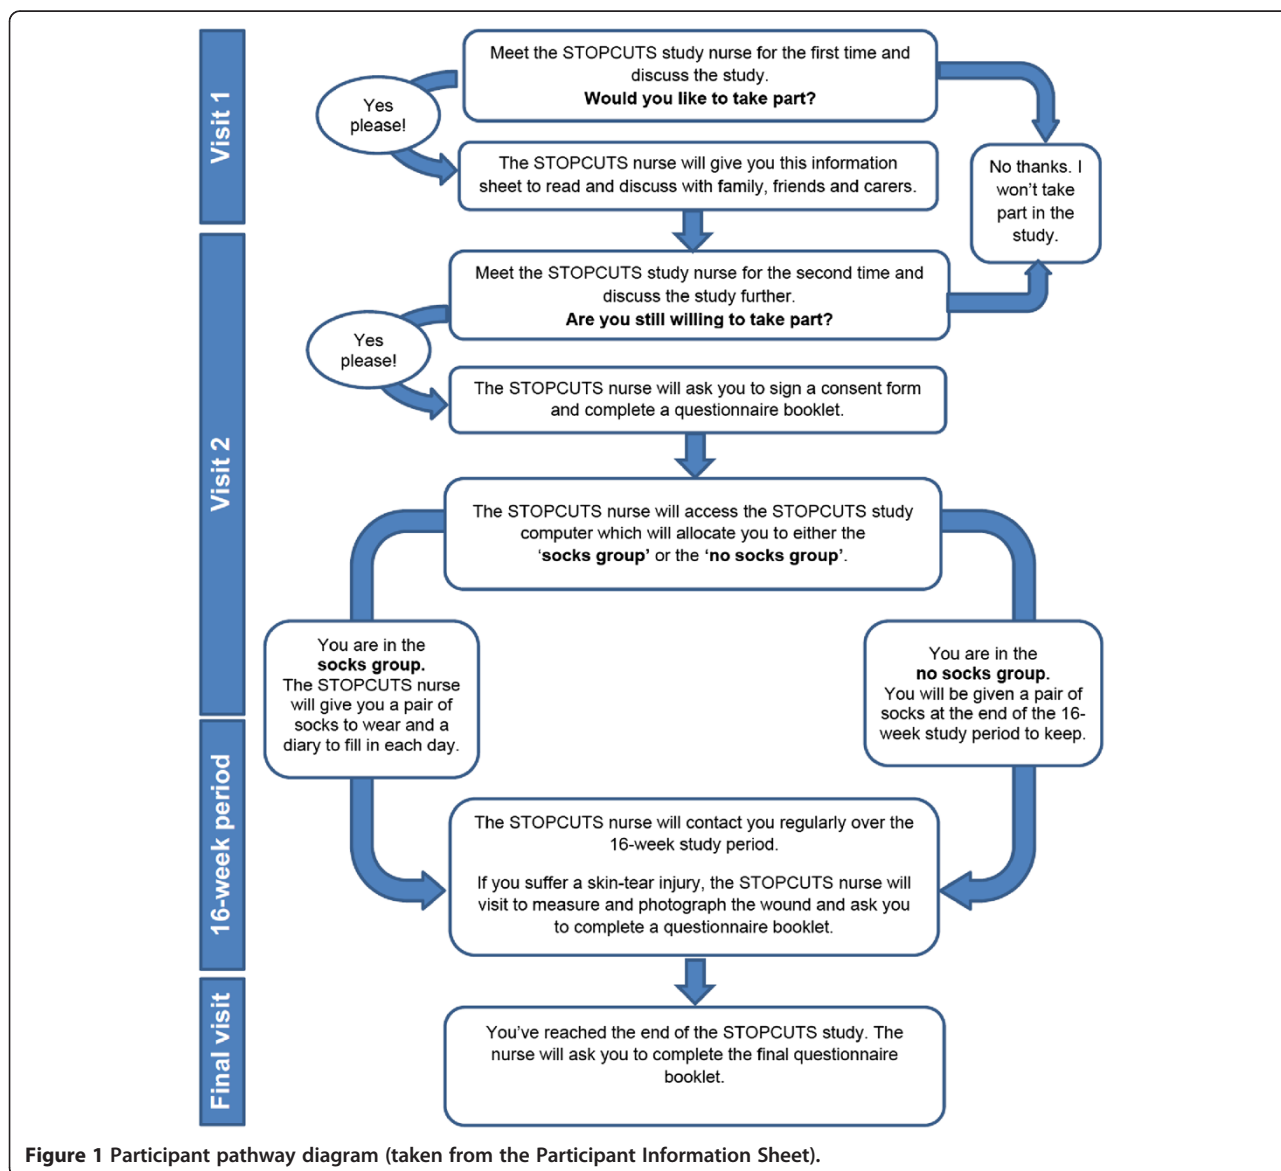 Visit 1
Meet the STOPCUTS study nurse for the first time and
discuss the study.
Would you like to take part?
Yes
please!
The STOPCUTS nurse will give you this information
sheet to read and discuss with family, friends and carers.
No thanks. I
won't take
part in the
study.
Visit 2
Meet the STOPCUTS study nurse for the second time and
discuss the study further.
Are you still willing to take part?
Yes
please!
The STOPCUTS nurse will ask you to sign a consent form
and complete a questionnaire booklet.
The STOPCUTS nurse will access the STOPCUTS study
computer which will allocate you to either the
‘socks group’ or the ‘no socks group’.
You are in the
socks group.
The STOPCUTS nurse
will give you a pair of
socks to wear and a
diary to fill in each day.
You are in the
no socks group.
You will be given a pair of
socks at the end of the 16-
week study period to keep.
16-week period
The STOPCUTS nurse will contact you regularly over the
16-week study period.
If you suffer a skin-tear injury, the STOPCUTS nurse will
visit to measure and photograph the wound and ask you
to complete a questionnaire booklet.
Final visit
You've reached the end of the STOPCUTS study. The
nurse will ask you to complete the final questionnaire
booklet.
Figure 1 Participant pathway diagram (taken from the Participant Information Sheet).